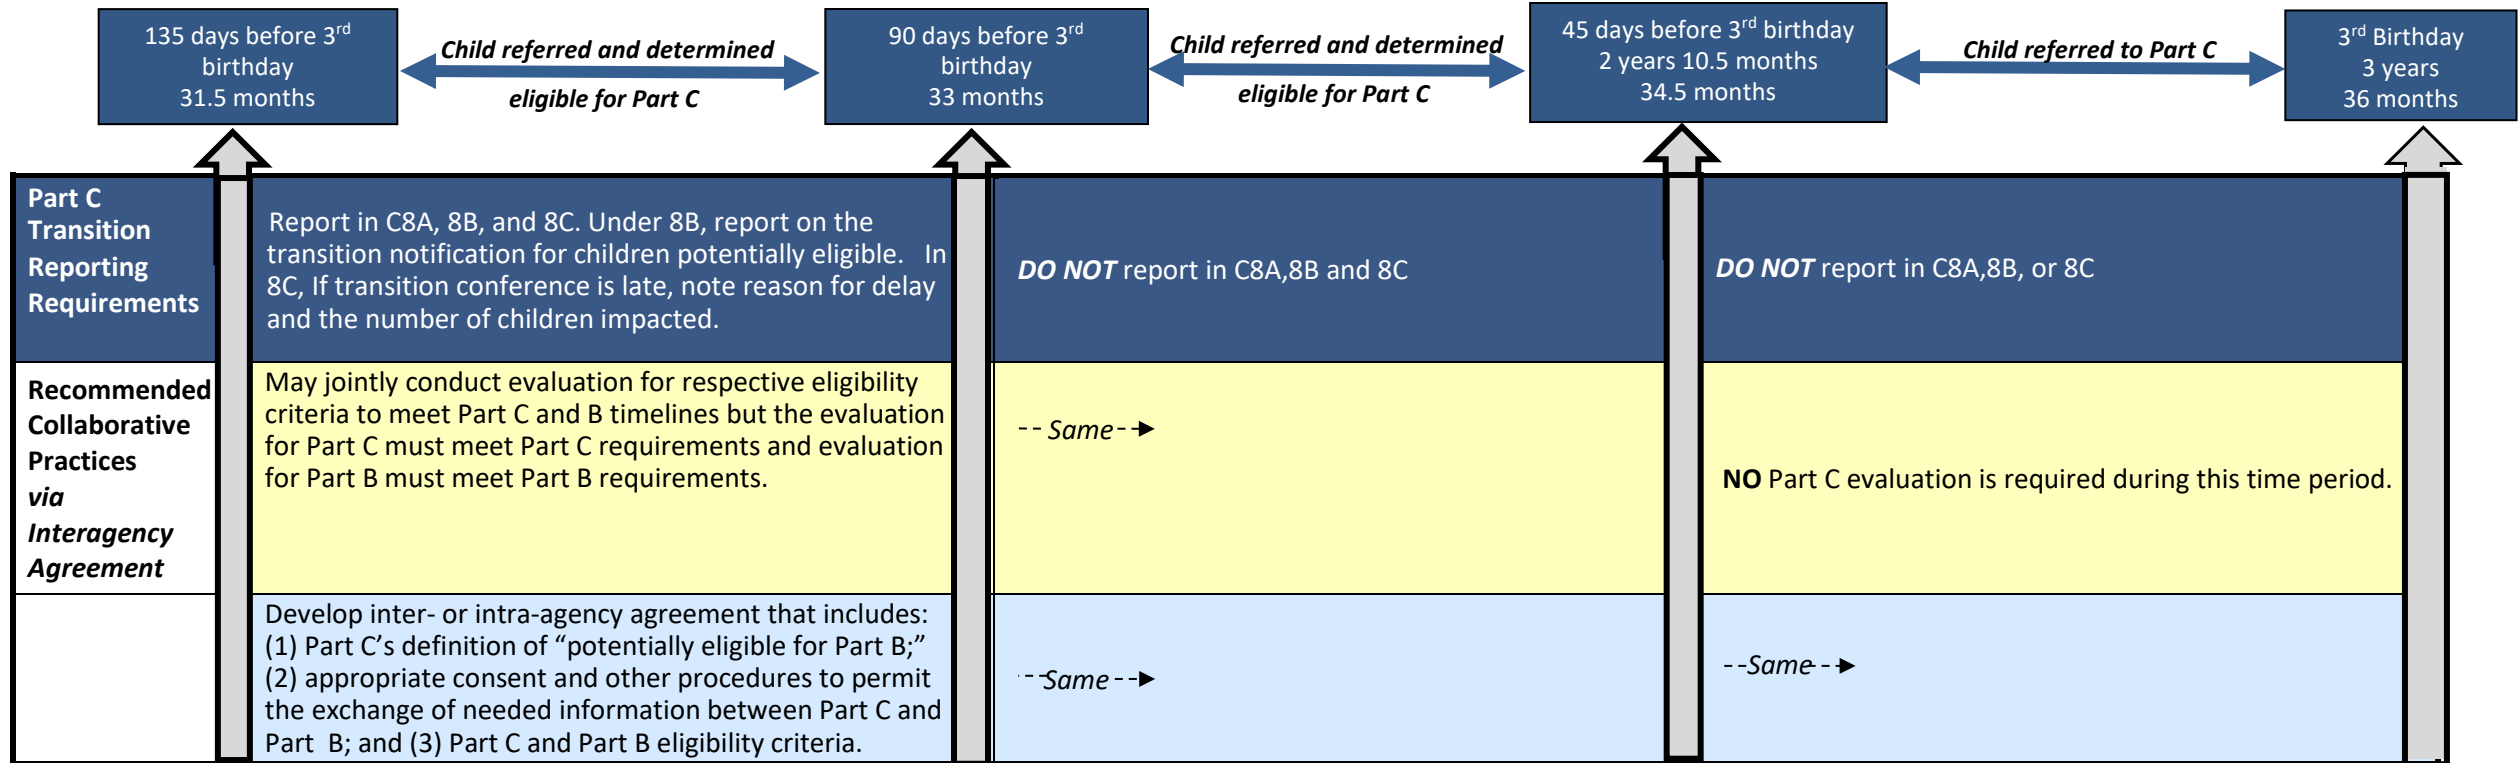 135 days before 3rd
birthday
31.5 months
Child referred and determined
eligible for Part C
90 days before 3rd
birthday
33 months
Child referred and determined
eligible for Part C
45 days before 3rd birthday
2 years 10.5 months
34.5 months
Child referred to Part C
3rd Birthday
3 years
36 months
Part C
Transition
Reporting
Requirements
Report in C8A, 8B, and 8C. Under 8B, report on the
transition notification for children potentially eligible. In
8C, If transition conference is late, note reason for delay
and the number of children impacted.
DO NOT report in C8A,8B and 8C
DO NOT report in C8A,8B, or 8C
Recommended
Collaborative
Practices
via
Interagency
Agreement
May jointly conduct evaluation for respective eligibility
criteria to meet Part C and B timelines but the evaluation
for Part C must meet Part C requirements and evaluation
for Part B must meet Part B requirements.
Same
NO Part C evaluation is required during this time period.
Develop inter- or intra-agency agreement that includes:
(1) Part C’s definition of “potentially eligible for Part B;”
(2) appropriate consent and other procedures to permit
the exchange of needed information between Part C and
Part B; and (3) Part C and Part B eligibility criteria.
Same
Same